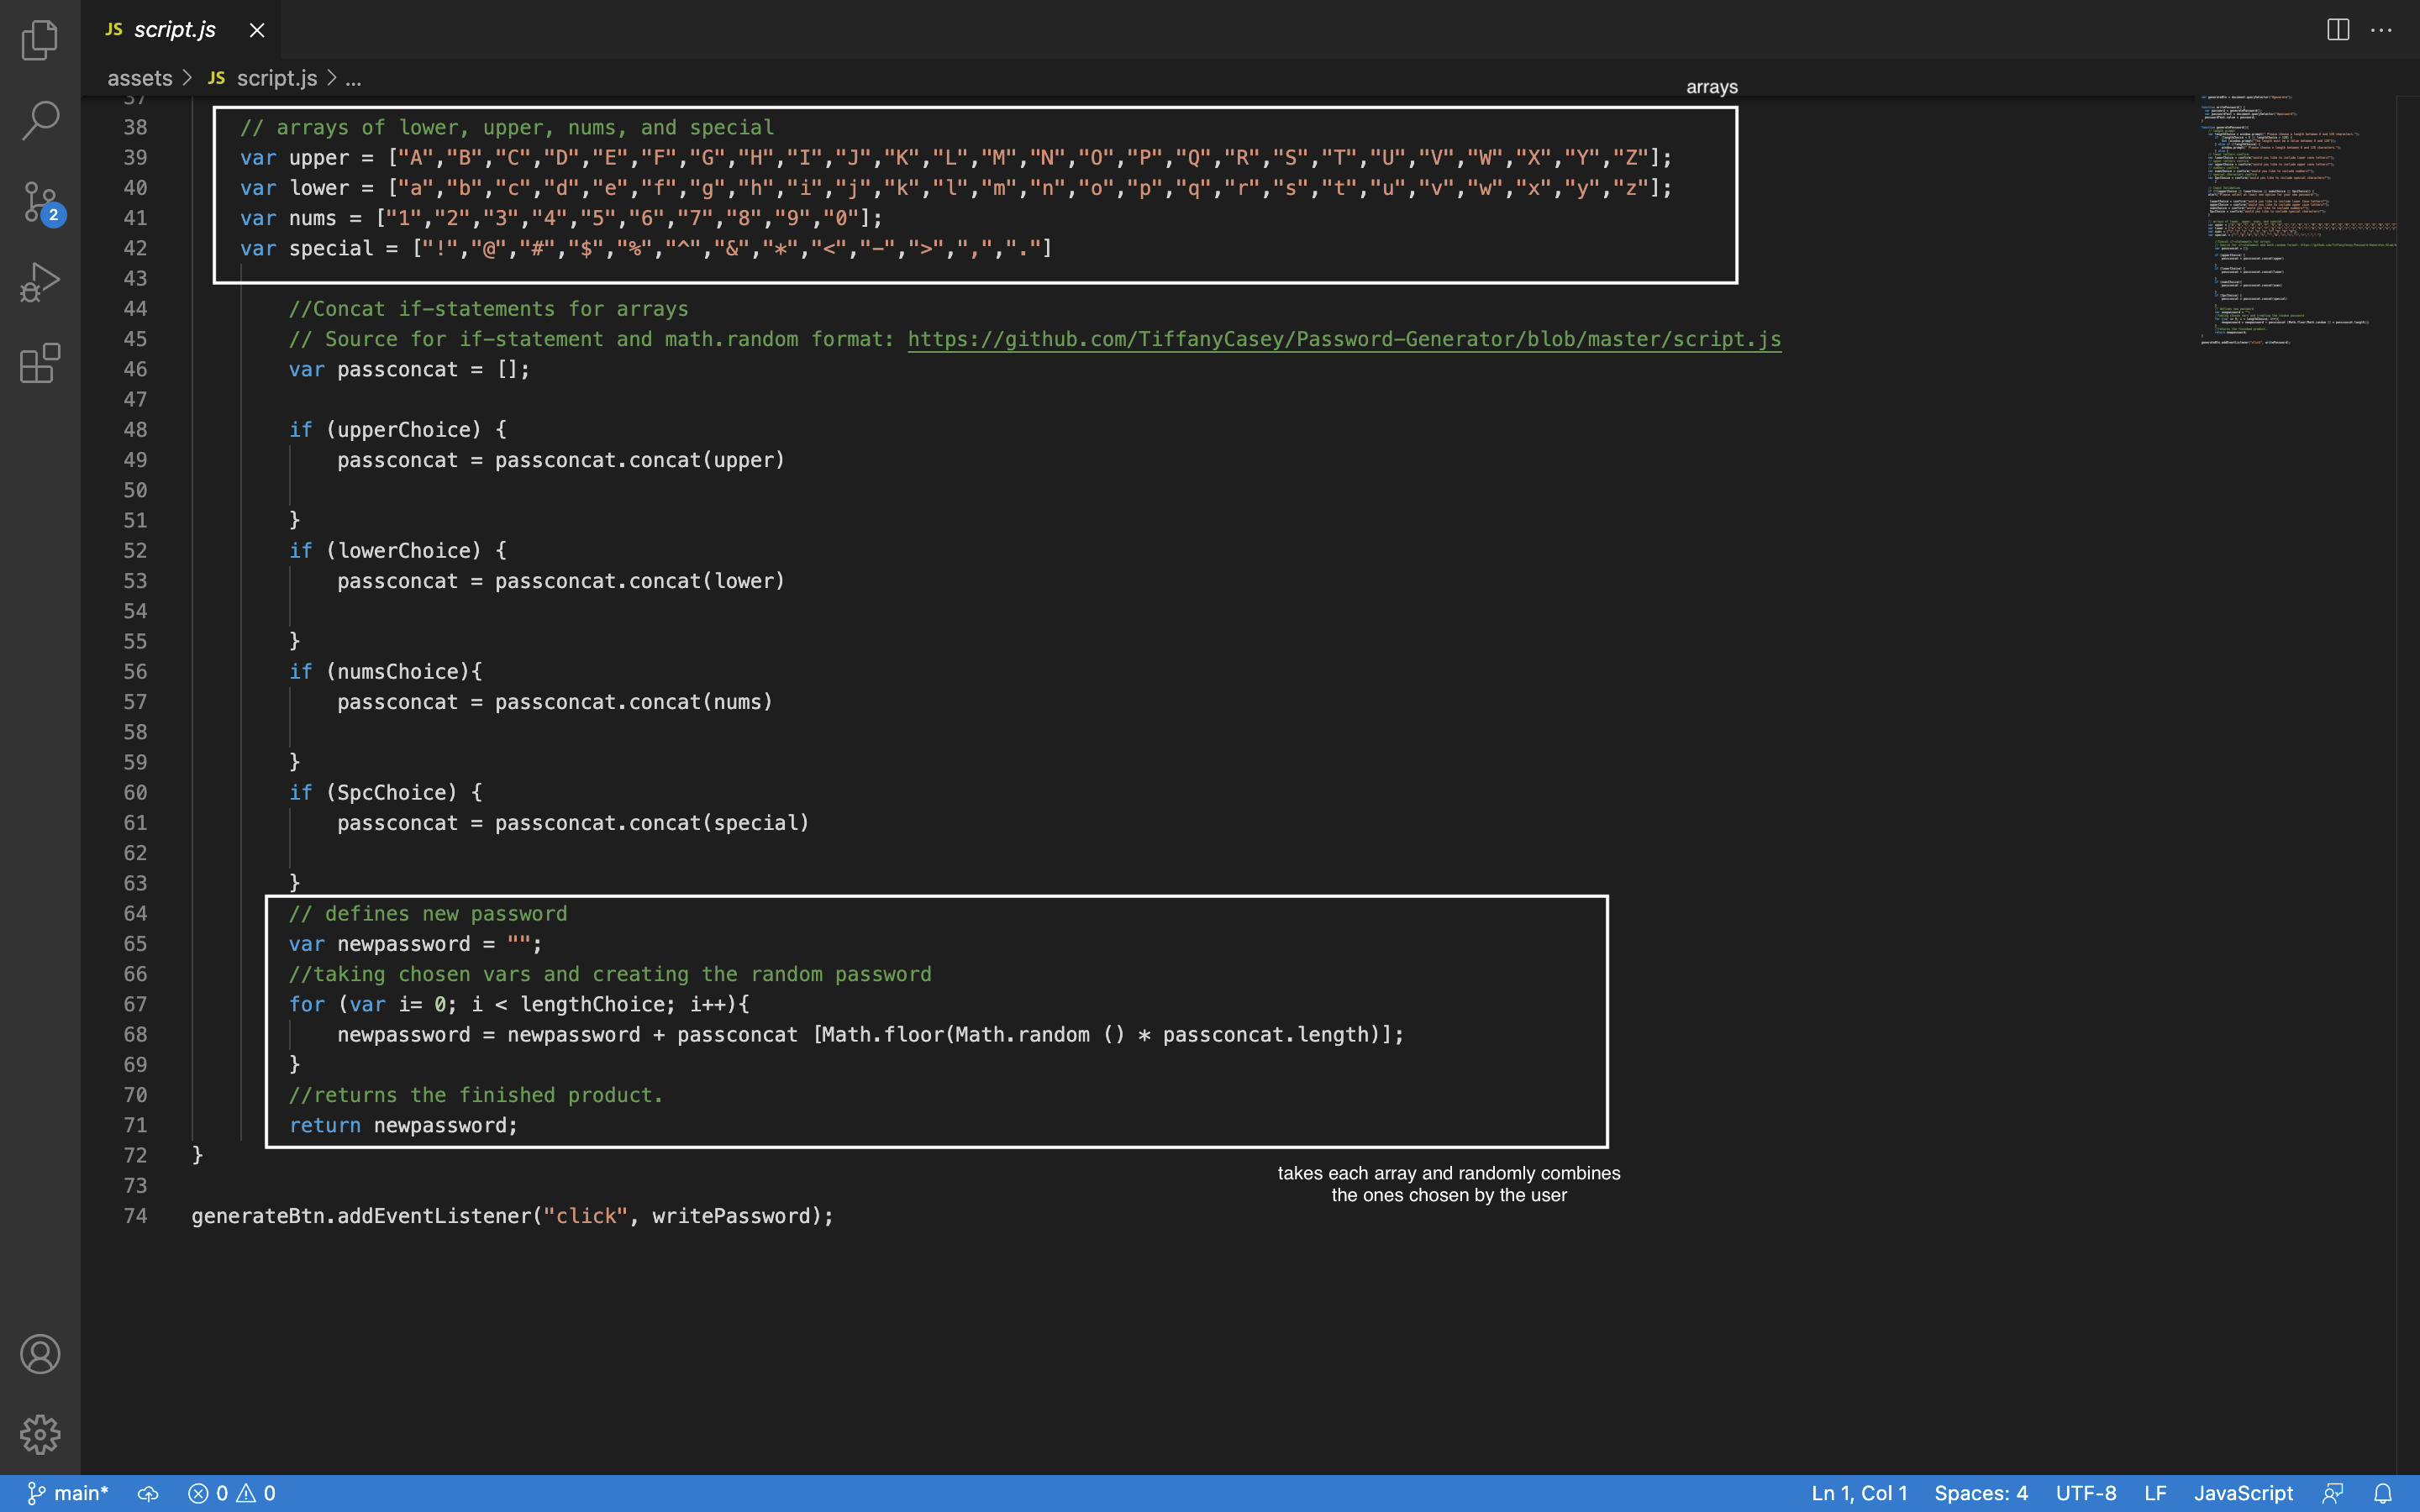 JS script.js
assets > JS script.js > ...
arrays
37
38 // arrays of lower, upper, nums, and special
39 var upper = ["A","B","C","D","E","F","G","H","I","J","K","L","M","N","O","P","Q","R","S","T","U","V","W","X","Y","Z"];
40 var lower = ["a","b","c","d","e","f","g","h","i","j","k","l","m","n","o","p","q","r","s","t","u","v","w","x","y","z"];
41 var nums = ["1","2","3","4","5","6","7","8","9","0"];
42 var special = ["!","@","#","$","%","^","&","*","<","-",">",",","."]
43
44 //Concat if-statements for arrays
45 // Source for if-statement and math.random format: https://github.com/TiffanyCasey/Password-Generator/blob/master/script.js
46 var passconcat = [];
47
48 if (upperChoice) {
49 passconcat = passconcat.concat(upper)
50
51 }
52 if (lowerChoice) {
53 passconcat = passconcat.concat(lower)
54
55 }
56 if (numsChoice){
57 passconcat = passconcat.concat(nums)
58
59 }
60 if (SpcChoice) {
61 passconcat = passconcat.concat(special)
62
63 }
64 // defines new password
65 var newpassword = "";
66 //taking chosen vars and creating the random password
67 for (var i= 0; i < lengthChoice; i++){
68 newpassword = newpassword + passconcat [Math.floor(Math.random () * passconcat.length)];
69 }
70 //returns the finished product.
71 return newpassword;
72 }
takes each array and randomly combines
the ones chosen by the user
73
74 generateBtn.addEventListener("click", writePassword);
2
main* 0 0 Ln 1, Col 1 Spaces: 4 UTF-8 LF JavaScript